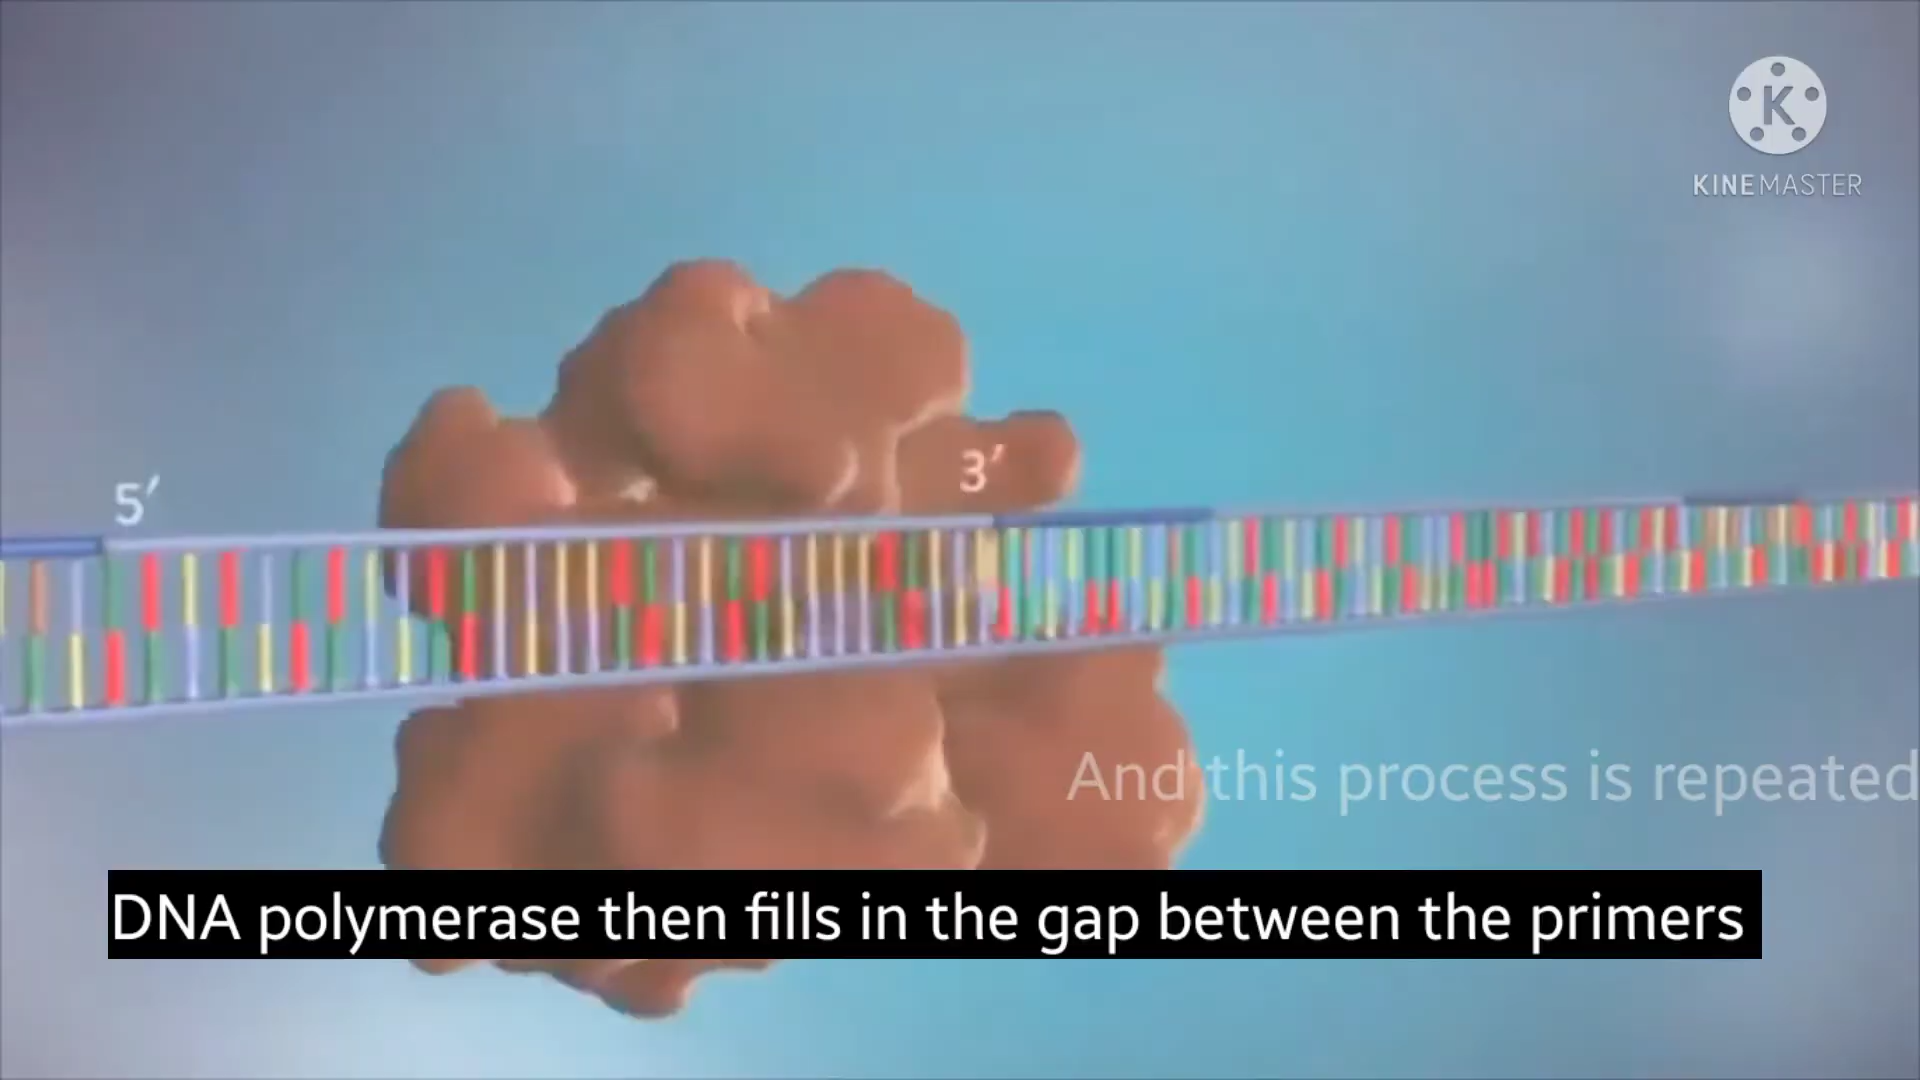 K
KINEMASTER
5′
3′
And this process is repeated
DNA polymerase then fills in the gap between the primers